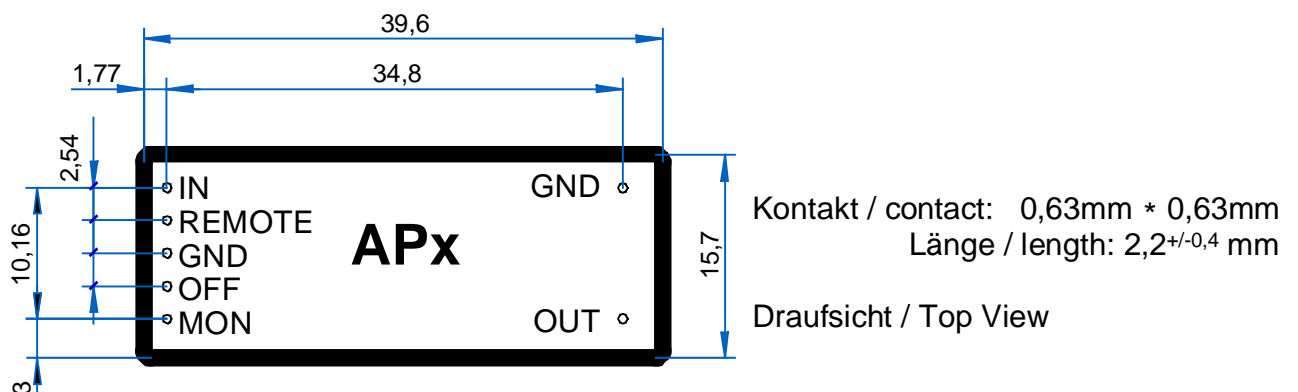 39,6
1,77
34,8
2,54
IN
GND
REMOTE
APx
GND
OFF
MON
OUT
10,16
15,7
Kontakt / contact: 0,63mm * 0,63mm
Länge / length: 2,2+/-0,4 mm
Draufsicht / Top View